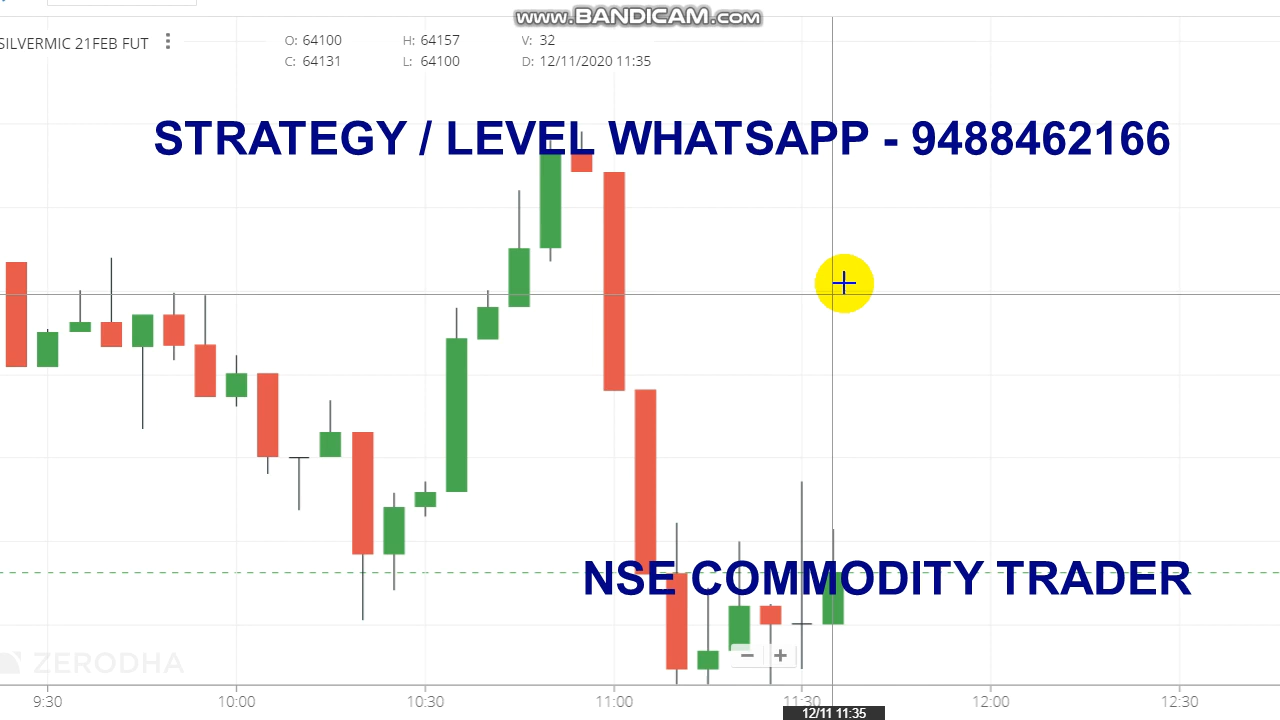 www.BANDICAM.com
SILVERMIC 21FEB FUT
O: 64100 H: 64157 V: 32
C: 64131 L: 64100 D: 12/11/2020 11:35
STRATEGY / LEVEL WHATSAPP - 9488462166
NSE COMMODITY TRADER
ZERODHA
9:30 10:00 10:30 11:00 11:30 12:00 12:30
12/11 11:35